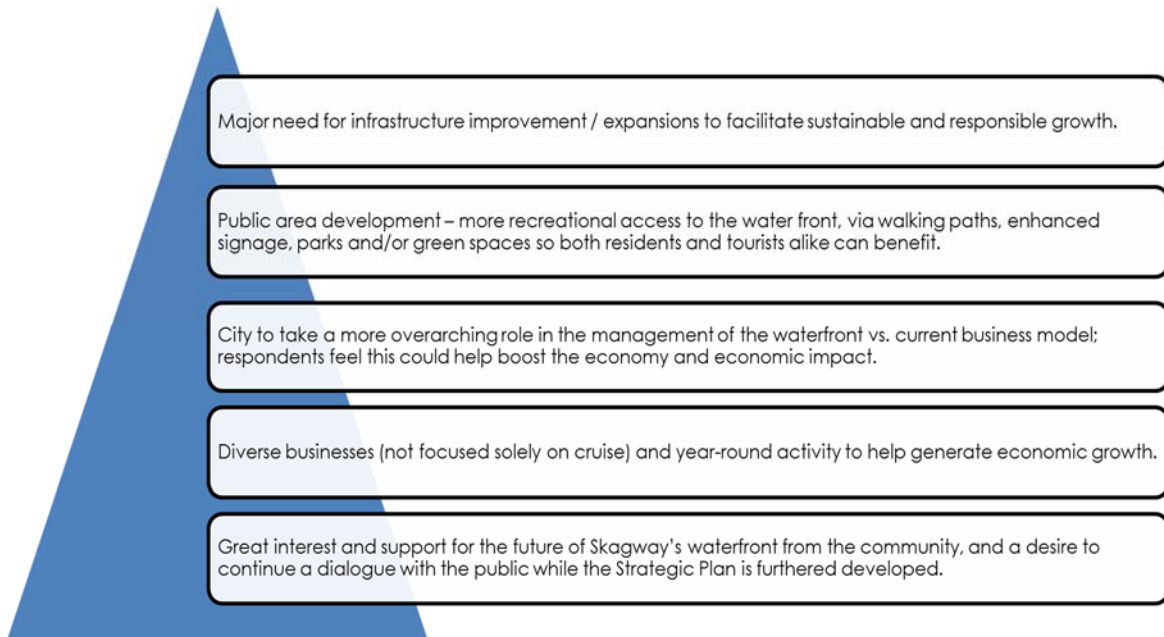 Major need for infrastructure improvement / expansions to facilitate sustainable and responsible growth.
Public area development – more recreational access to the water front, via walking paths, enhanced
signage, parks and/or green spaces so both residents and tourists alike can benefit.
City to take a more overarching role in the management of the waterfront vs. current business model;
respondents feel this could help boost the economy and economic impact.
Diverse businesses (not focused solely on cruise) and year-round activity to help generate economic growth.
Great interest and support for the future of Skagway's waterfront from the community, and a desire to
continue a dialogue with the public while the Strategic Plan is furthered developed.